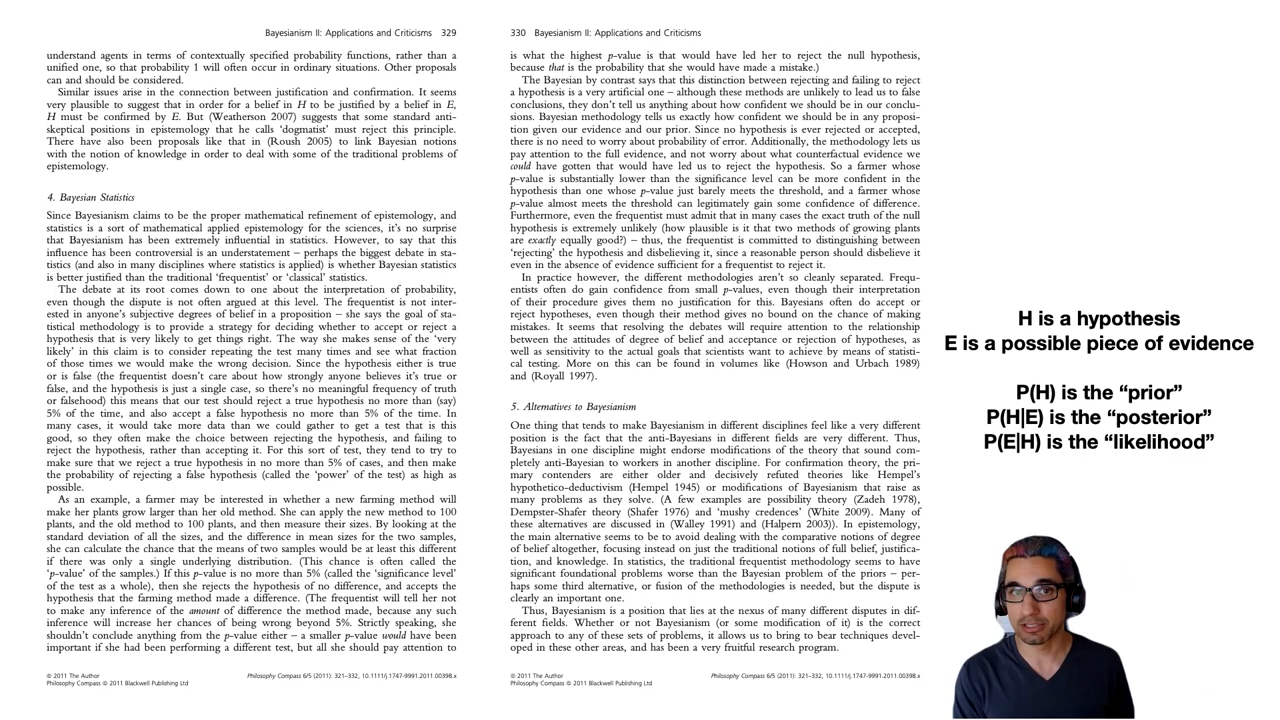 Bayesianism II: Applications and Criticisms 329
understand agents in terms of contextually specified probability functions, rather than a
unified one, so that probability 1 will often occur in ordinary situations. Other proposals
can and should be considered.
Similar issues arise in the connection between justification and confirmation. It seems
very plausible to suggest that in order for a belief in H to be justified by a belief in E,
H must be confirmed by E. But (Weatherson 2007) suggests that some standard anti-
skeptical positions in epistemology that he calls ‘dogmatist’ must reject this principle.
There have also been proposals like that in (Roush 2005) to link Bayesian notions
with the notion of knowledge in order to deal with some of the traditional problems of
epistemology.
4. Bayesian Statistics
Since Bayesianism claims to be the proper mathematical refinement of epistemology, and
statistics is a sort of mathematical applied epistemology for the sciences, it’s no surprise
that Bayesianism has been extremely influential in statistics. However, to say that this
influence has been controversial is an understatement – perhaps the biggest debate in sta-
tistics (and also in many disciplines where statistics is applied) is whether Bayesian statistics
is better justified than the traditional ‘frequentist’ or ‘classical’ statistics.
The debate at its root comes down to one about the interpretation of probability,
even though the dispute is not often argued at this level. The frequentist is not inter-
ested in anyone’s subjective degrees of belief in a proposition – she says the goal of sta-
tistical methodology is to provide a strategy for deciding whether to accept or reject a
hypothesis that is very likely to get things right. The way she makes sense of the ‘very
likely’ in this claim is to consider repeating the test many times and see what fraction
of those times we would make the wrong decision. Since the hypothesis either is true
or is false (the frequentist doesn’t care about how strongly anyone believes it’s true or
false, and the hypothesis is just a single case, so there’s no meaningful frequency of truth
or falsehood) this means that our test should reject a true hypothesis no more than (say)
5% of the time, and also accept a false hypothesis no more than 5% of the time. In
many cases, it would take more data than we could gather to get a test that is this
good, so they often make the choice between rejecting the hypothesis, and failing to
reject the hypothesis, rather than accepting it. For this sort of test, they tend to try to
make sure that we reject a true hypothesis in no more than 5% of cases, and then make
the probability of rejecting a false hypothesis (called the ‘power’ of the test) as high as
possible.
As an example, a farmer may be interested in whether a new farming method will
make her plants grow larger than her old method. She can apply the new method to 100
plants, and the old method to 100 plants, and then measure their sizes. By looking at the
standard deviation of all the sizes, and the difference in mean sizes for the two samples,
she can calculate the chance that the means of two samples would be at least this different
if there was only a single underlying distribution. (This chance is often called the
‘p-value’ of the samples.) If this p-value is no more than 5% (called the ‘significance level’
of the test as a whole), then she rejects the hypothesis of no difference, and accepts the
hypothesis that the farming method made a difference. (The frequentist will tell her not
to make any inference of the amount of difference the method made, because any such
inference will increase her chances of being wrong beyond 5%. Strictly speaking, she
shouldn’t conclude anything from the p-value either – a smaller p-value would have been
important if she had been performing a different test, but all she should pay attention to
© 2011 The Author
Philosophy Compass © 2011 Blackwell Publishing Ltd
Philosophy Compass 6/5 (2011): 321–332, 10.1111/j.1747-9991.2011.00398.x
330 Bayesianism II: Applications and Criticisms
is what the highest p-value is that would have led her to reject the null hypothesis,
because that is the probability that she would have made a mistake.)
The Bayesian by contrast says that this distinction between rejecting and failing to reject
a hypothesis is a very artificial one – although these methods are unlikely to lead us to false
conclusions, they don’t tell us anything about how confident we should be in our conclu-
sions. Bayesian methodology tells us exactly how confident we should be in any proposi-
tion given our evidence and our prior. Since no hypothesis is ever rejected or accepted,
there is no need to worry about probability of error. Additionally, the methodology lets us
pay attention to the full evidence, and not worry about what counterfactual evidence we
could have gotten that would have led us to reject the hypothesis. So a farmer whose
p-value is substantially lower than the significance level can be more confident in the
hypothesis than one whose p-value just barely meets the threshold, and a farmer whose
p-value almost meets the threshold can legitimately gain some confidence of difference.
Furthermore, even the frequentist must admit that in many cases the exact truth of the null
hypothesis is extremely unlikely (how plausible is it that two methods of growing plants
are exactly equally good?) – thus, the frequentist is committed to distinguishing between
‘rejecting’ the hypothesis and disbelieving it, since a reasonable person should disbelieve it
even in the absence of evidence sufficient for a frequentist to reject it.
In practice however, the different methodologies aren’t so cleanly separated. Frequ-
entists often do gain confidence from small p-values, even though their interpretation
of their procedure gives them no justification for this. Bayesians often do accept or
reject hypotheses, even though their method gives no bound on the chance of making
mistakes. It seems that resolving the debates will require attention to the relationship
between the attitudes of degree of belief and acceptance or rejection of hypotheses, as
well as sensitivity to the actual goals that scientists want to achieve by means of statisti-
cal testing. More on this can be found in volumes like (Howson and Urbach 1989)
and (Royall 1997).
5. Alternatives to Bayesianism
One thing that tends to make Bayesianism in different disciplines feel like a very different
position is the fact that the anti-Bayesians in different fields are very different. Thus,
Bayesians in one discipline might endorse modifications of the theory that sound com-
pletely anti-Bayesian to workers in another discipline. For confirmation theory, the pri-
mary contenders are either older and decisively refuted theories like Hempel’s
hypothetico-deductivism (Hempel 1945) or modifications of Bayesianism that raise as
many problems as they solve. (A few examples are possibility theory (Zadeh 1978),
Dempster-Shafer theory (Shafer 1976) and ‘mushy credences’ (White 2009). Many of
these alternatives are discussed in (Walley 1991) and (Halpern 2003)). In epistemology,
the main alternative seems to be to avoid dealing with the comparative notions of degree
of belief altogether, focusing instead on just the traditional notions of full belief, justifica-
tion, and knowledge. In statistics, the traditional frequentist methodology seems to have
significant foundational problems worse than the Bayesian problem of the priors – per-
haps some third alternative, or fusion of the methodologies is needed, but the dispute is
clearly an important one.
Thus, Bayesianism is a position that lies at the nexus of many different disputes in dif-
ferent fields. Whether or not Bayesianism (or some modification of it) is the correct
approach to any of these sets of problems, it allows us to bring to bear techniques devel-
oped in these other areas, and has been a very fruitful research program.
© 2011 The Author
Philosophy Compass © 2011 Blackwell Publishing Ltd
Philosophy Compass 6/5 (2011): 321–332, 10.1111/j.1747-9991.2011.00398.x
H is a hypothesis
E is a possible piece of evidence
P(H) is the “prior”
P(H|E) is the “posterior”
P(E|H) is the “likelihood”